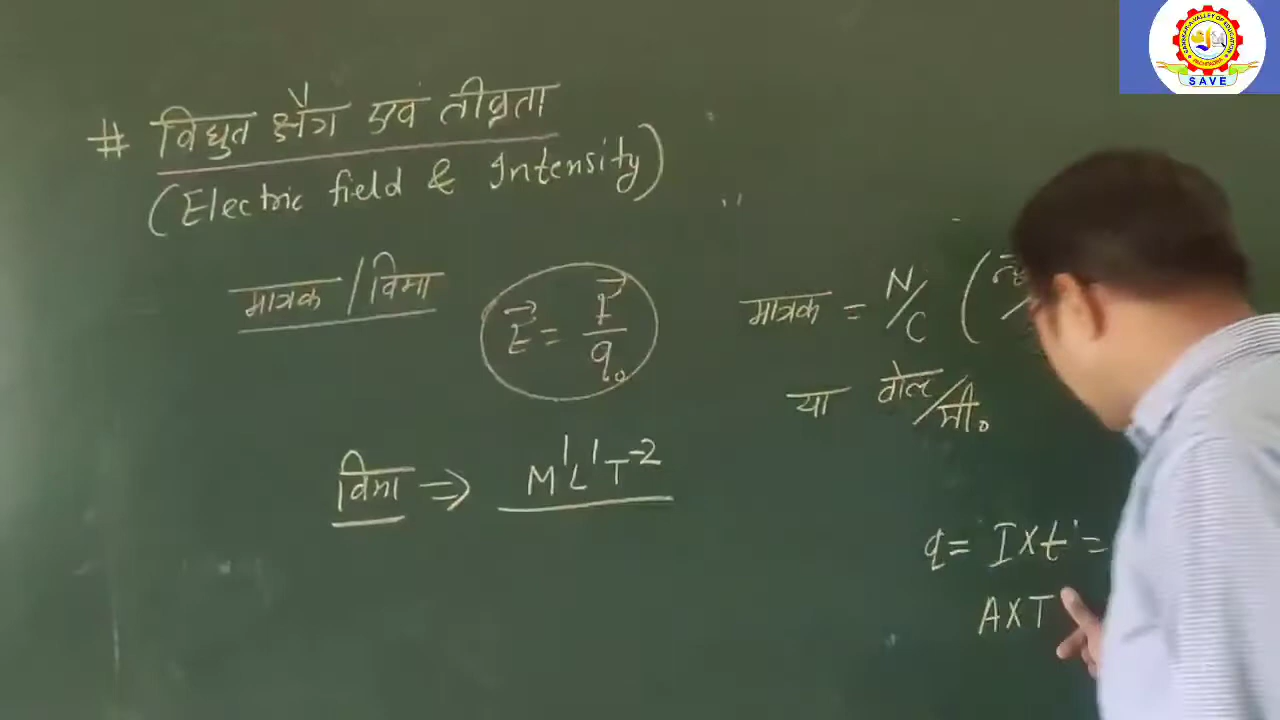 # विद्युत क्षेत्र एवं तीव्रता
(Electric field & Intensity)
मात्रक / विमा
E⃗ = F⃗ / q₀
मात्रक = N/C (
या वोल्ट/मी०
विमा ⇒ M¹L¹T⁻²
q = I×t =
A×T
SAVE